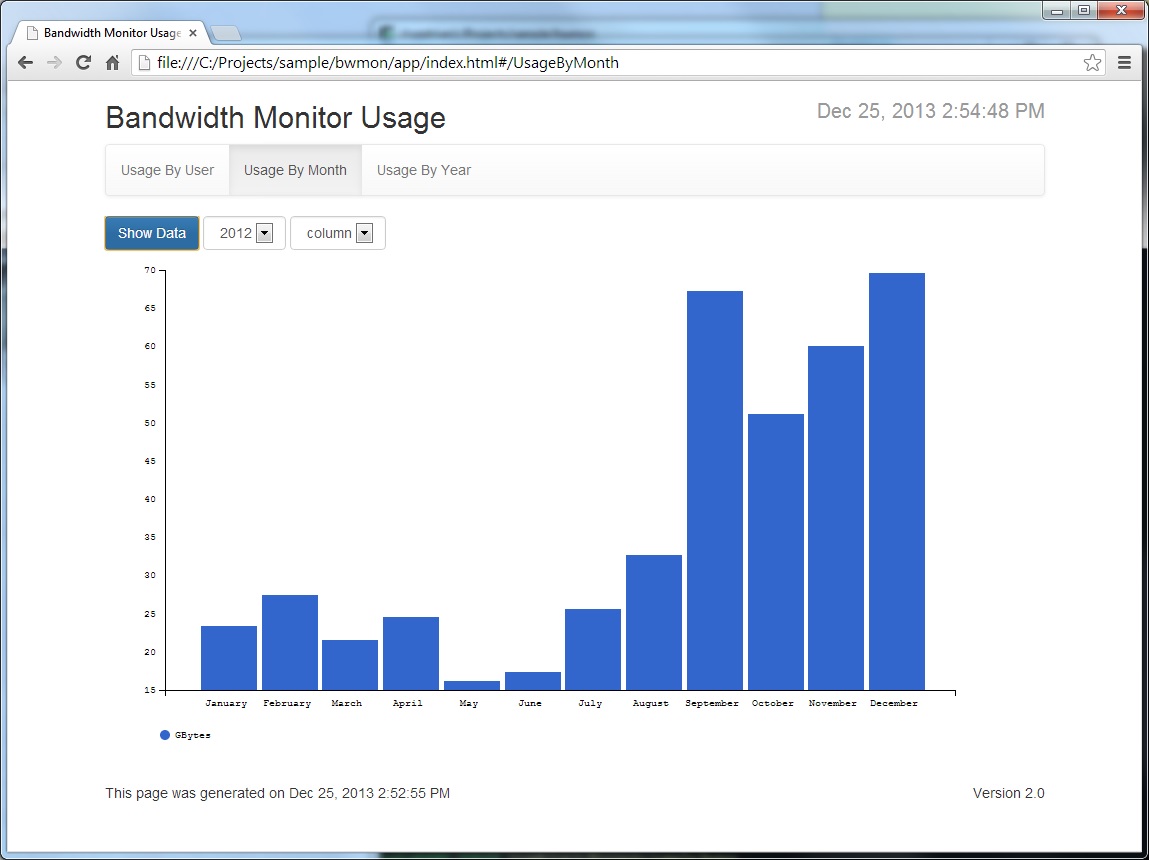 Bandwidth Monitor Usage
file:///C:/Projects/sample/bwmon/app/index.html#/UsageByMonth
Bandwidth Monitor Usage
Dec 25, 2013 2:54:48 PM
Usage By User Usage By Month Usage By Year
Show Data 2012 column
70
65
60
55
50
45
40
35
30
25
20
15
January February March April May June July August September October November December
GBytes
This page was generated on Dec 25, 2013 2:52:55 PM
Version 2.0